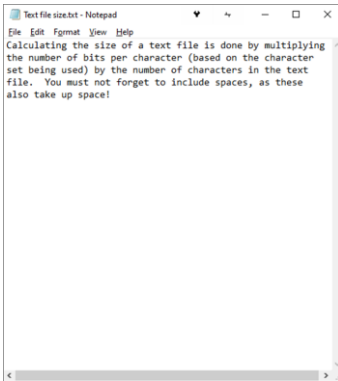 Text file size.txt - Notepad
File Edit Format View Help
Calculating the size of a text file is done by multiplying
the number of bits per character (based on the character
set being used) by the number of characters in the text
file.  You must not forget to include spaces, as these
also take up space!